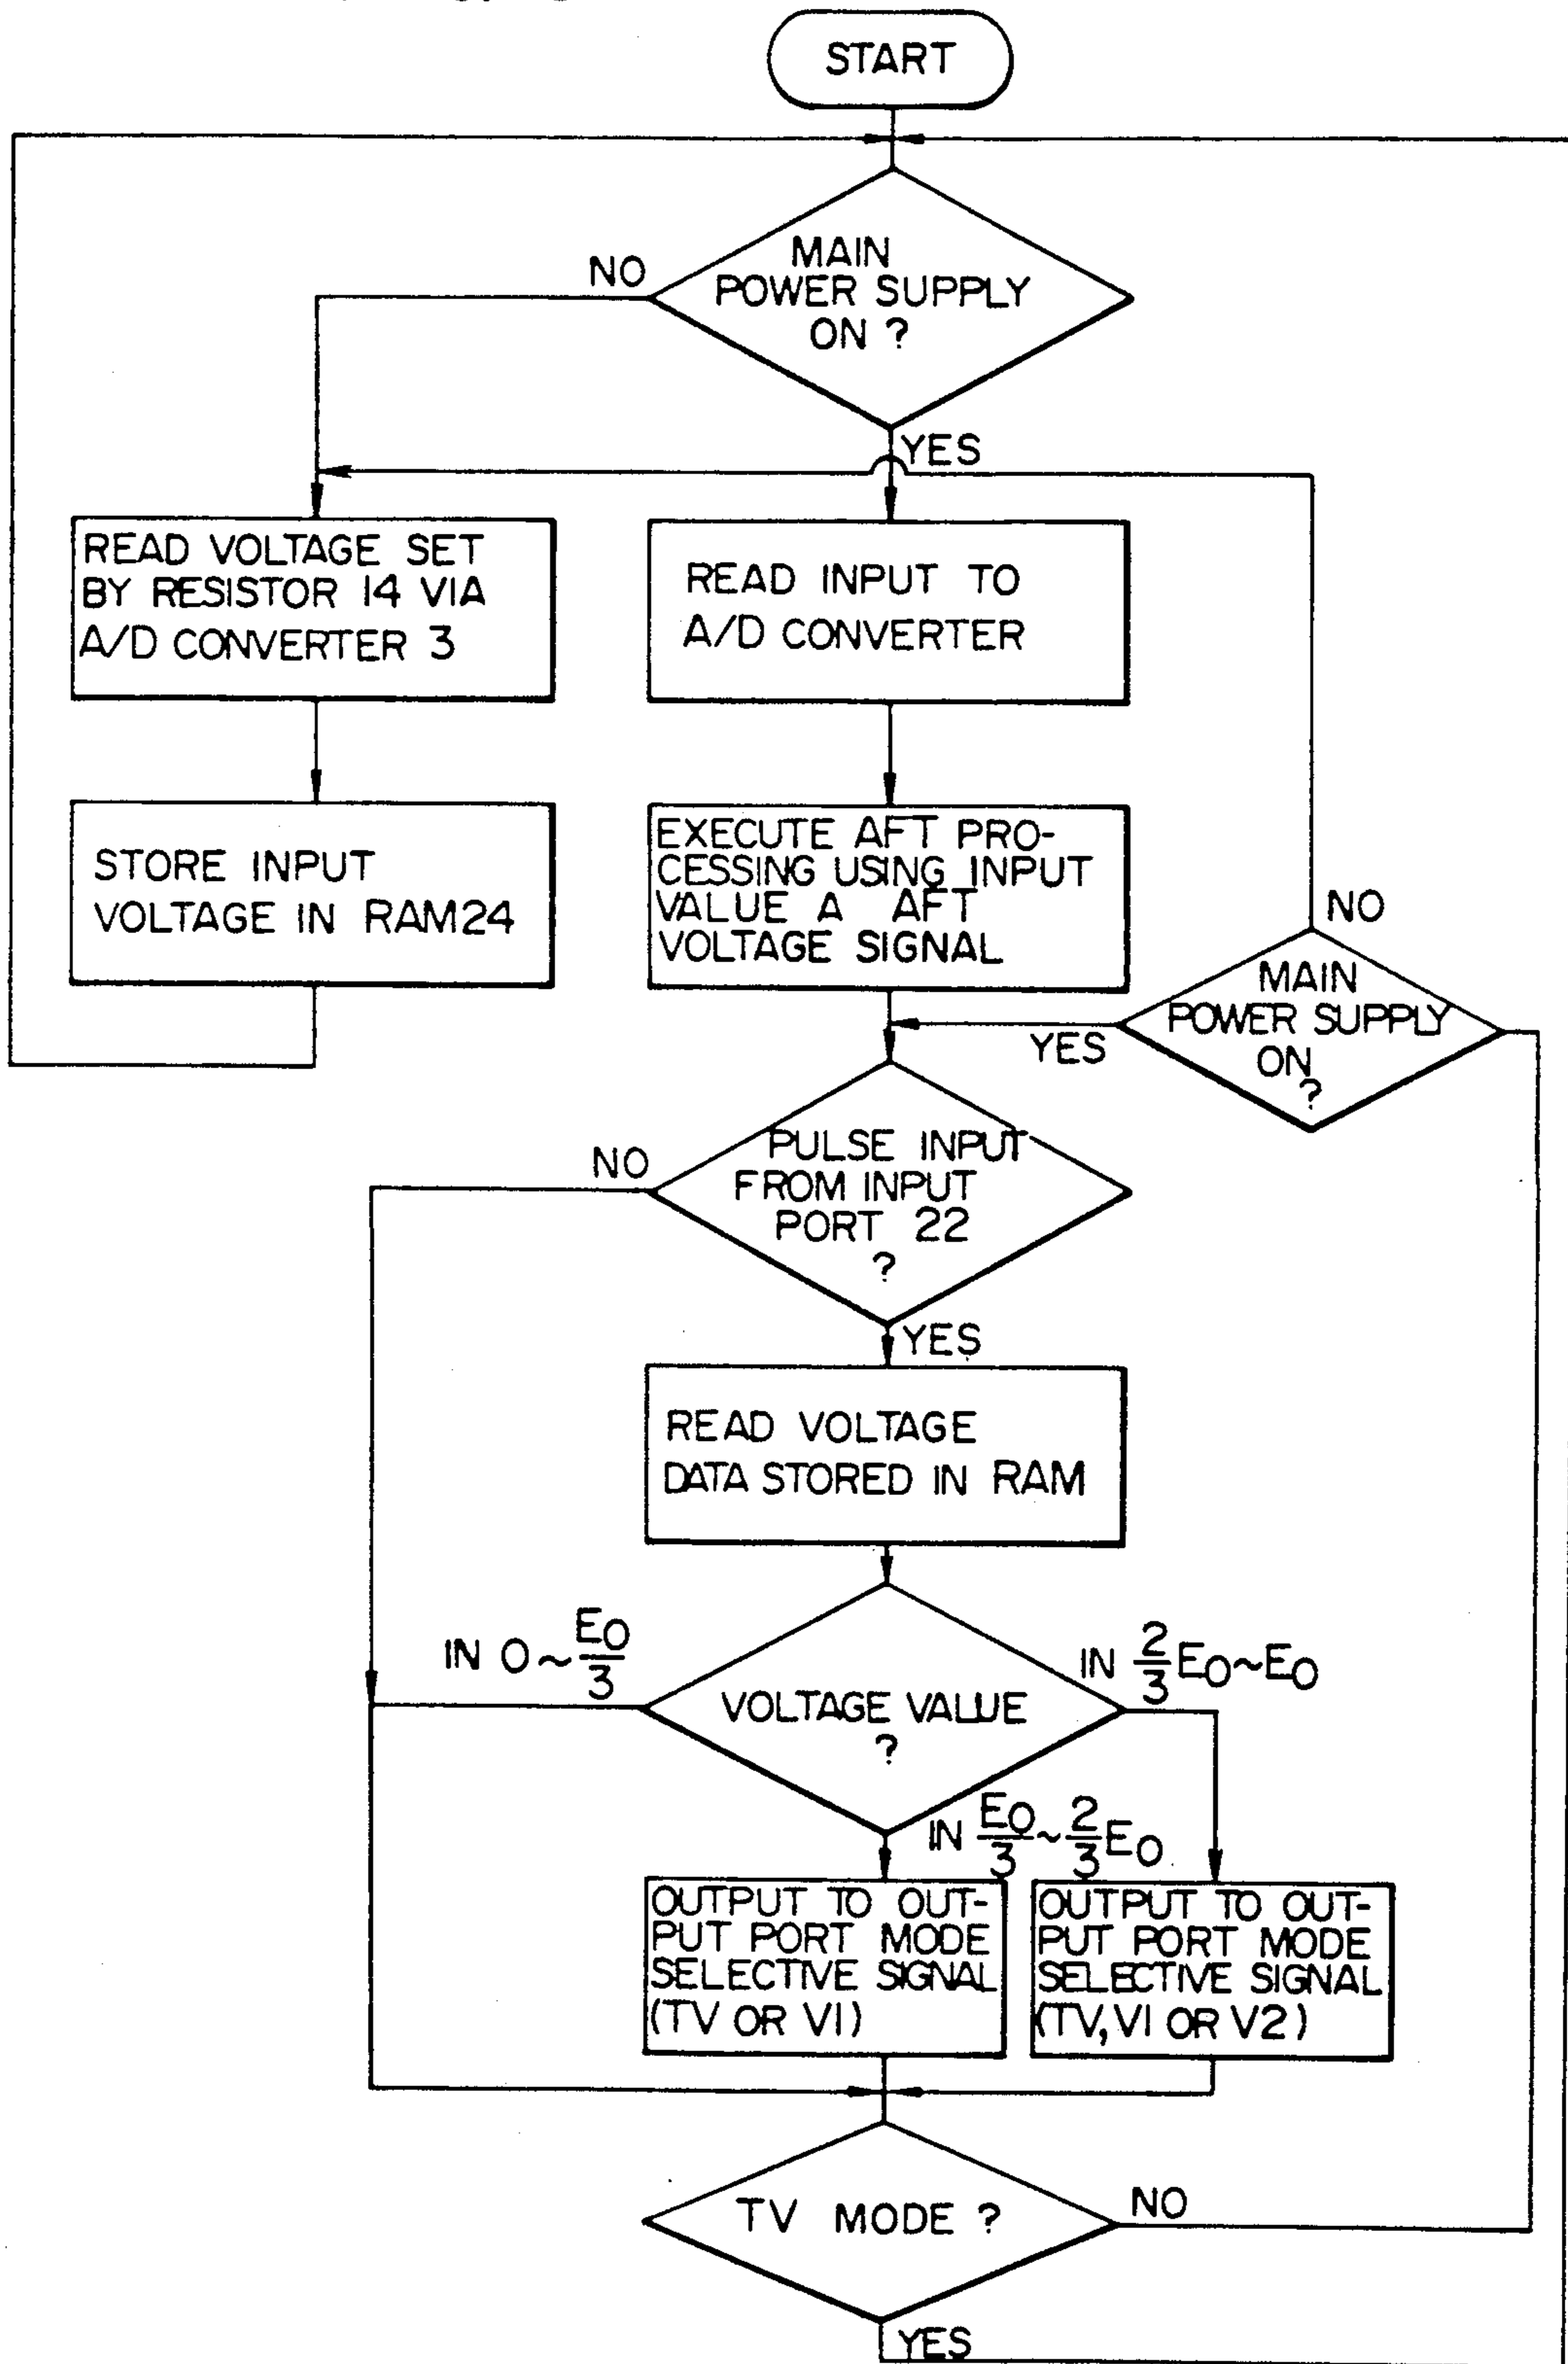 START
MAIN
POWER SUPPLY
ON ?
NO
YES
READ VOLTAGE SET
BY RESISTOR 14 VIA
A/D CONVERTER 3
READ INPUT TO
A/D CONVERTER
STORE INPUT
VOLTAGE IN RAM24
EXECUTE AFT PRO-
CESSING USING INPUT
VALUE A AFT
VOLTAGE SIGNAL
NO
MAIN
POWER SUPPLY
ON
?
YES
PULSE INPUT
FROM INPUT
PORT 22
?
NO
YES
READ VOLTAGE
DATA STORED IN RAM
IN 0~E0/3
IN 2/3E0~E0
VOLTAGE VALUE
?
IN E0/3~2/3E0
OUTPUT TO OUT-
PUT PORT MODE
SELECTIVE SIGNAL
(TV OR V1)
OUTPUT TO OUT-
PUT PORT MODE
SELECTIVE SIGNAL
(TV, V1 OR V2)
TV MODE ?
NO
YES